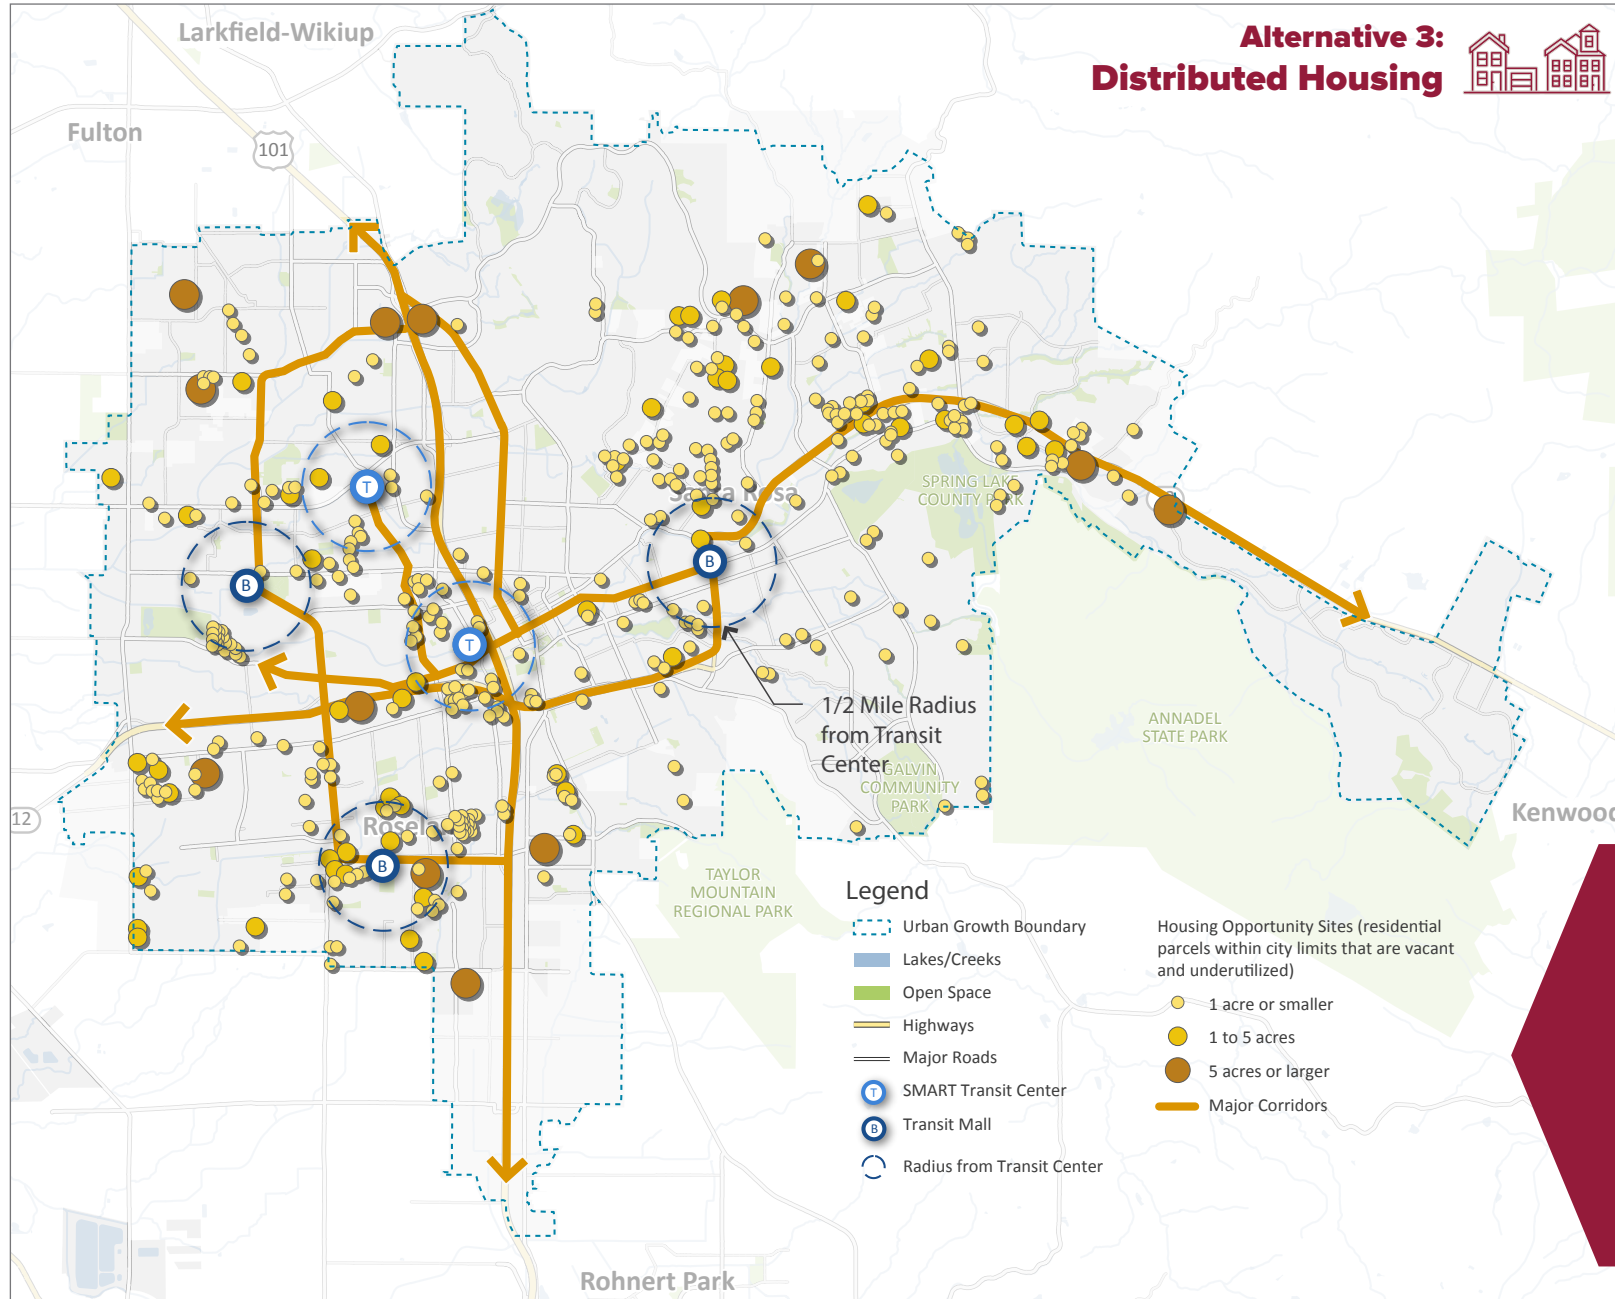 Alternative 3:
Distributed Housing
Larkfield-Wikiup
Fulton
101
T
SPRING LAKE
COUNTY PARK
B
B
T
1/2 Mile Radius
from Transit
Center
GALVIN
COMMUNITY
PARK
ANNADEL
STATE PARK
12
Kenwood
B
TAYLOR
MOUNTAIN
REGIONAL PARK
Legend
Urban Growth Boundary
Lakes/Creeks
Open Space
Highways
Major Roads
T SMART Transit Center
B Transit Mall
Radius from Transit Center
Housing Opportunity Sites (residential
parcels within city limits that are vacant
and underutilized)
1 acre or smaller
1 to 5 acres
5 acres or larger
Major Corridors
Rohnert Park
Santa Rosa